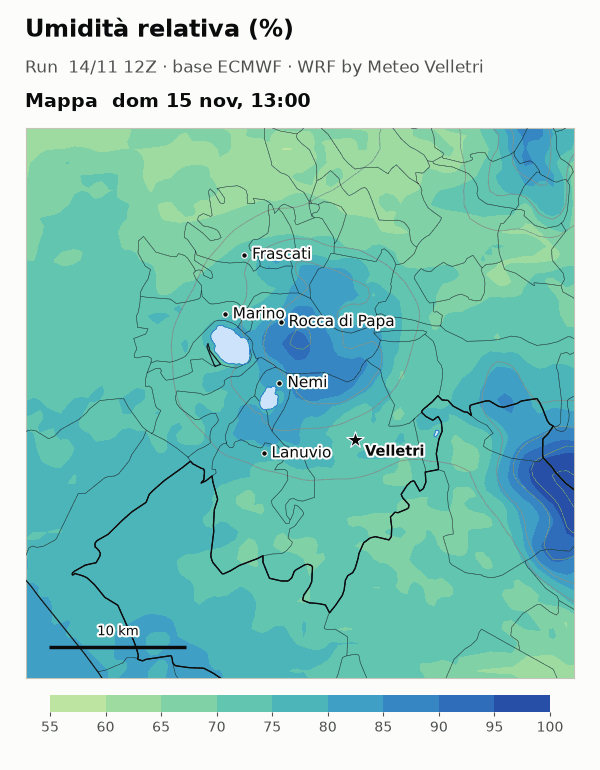 Umidità relativa (%)
Run 14/11 12Z · base ECMWF · WRF by Meteo Velletri
Mappa dom 15 nov, 13:00
Frascati
Marino
Rocca di Papa
Nemi
Velletri
Lanuvio
10 km
55 60 65 70 75 80 85 90 95 100